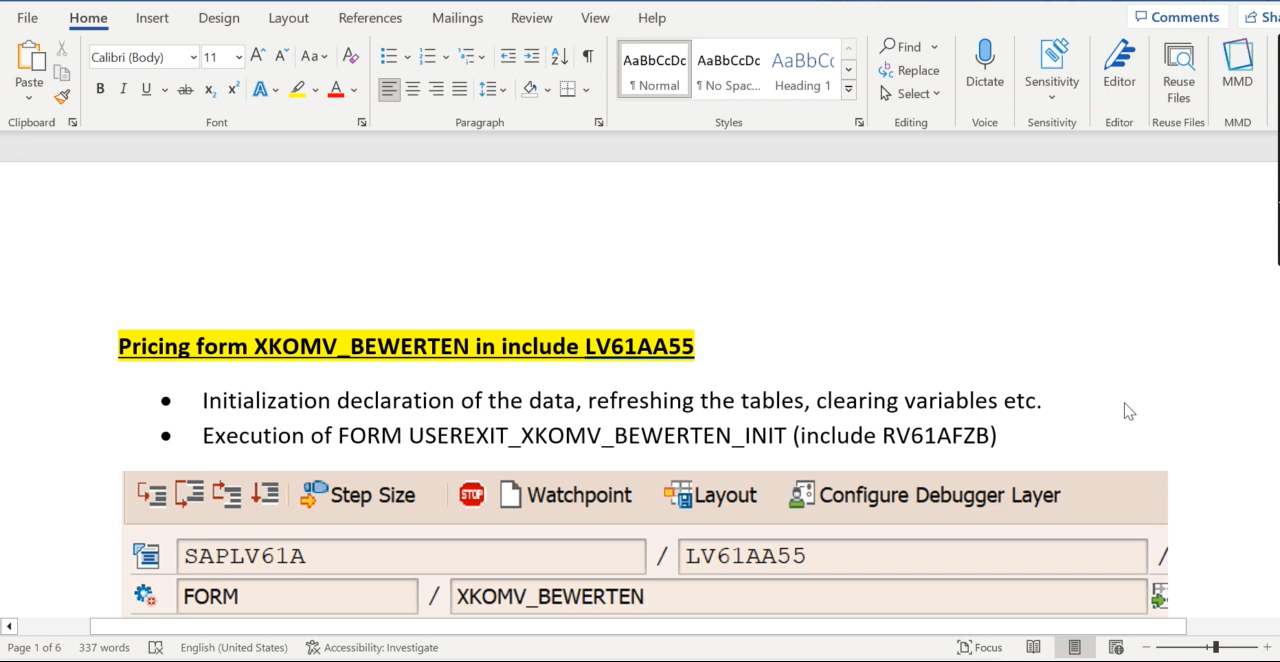 File Home Insert Design Layout References Mailings Review View Help Comments
Calibri (Body) 11 Aa
AaBbCcDc AaBbCcDc AaBbCc
Find
Replace
Select
Paste
¶ Normal ¶ No Spac... Heading 1
Dictate Sensitivity Editor Reuse Files MMD
Clipboard Font Paragraph Styles Editing Voice Sensitivity Editor Reuse Files MMD
Pricing form XKOMV_BEWERTEN in include LV61AA55
• Initialization declaration of the data, refreshing the tables, clearing variables etc.
• Execution of FORM USEREXIT_XKOMV_BEWERTEN_INIT (include RV61AFZB)
Step Size STOP Watchpoint Layout Configure Debugger Layer
SAPLV61A / LV61AA55 /
FORM / XKOMV_BEWERTEN
Page 1 of 6 337 words English (United States) Accessibility: Investigate Focus